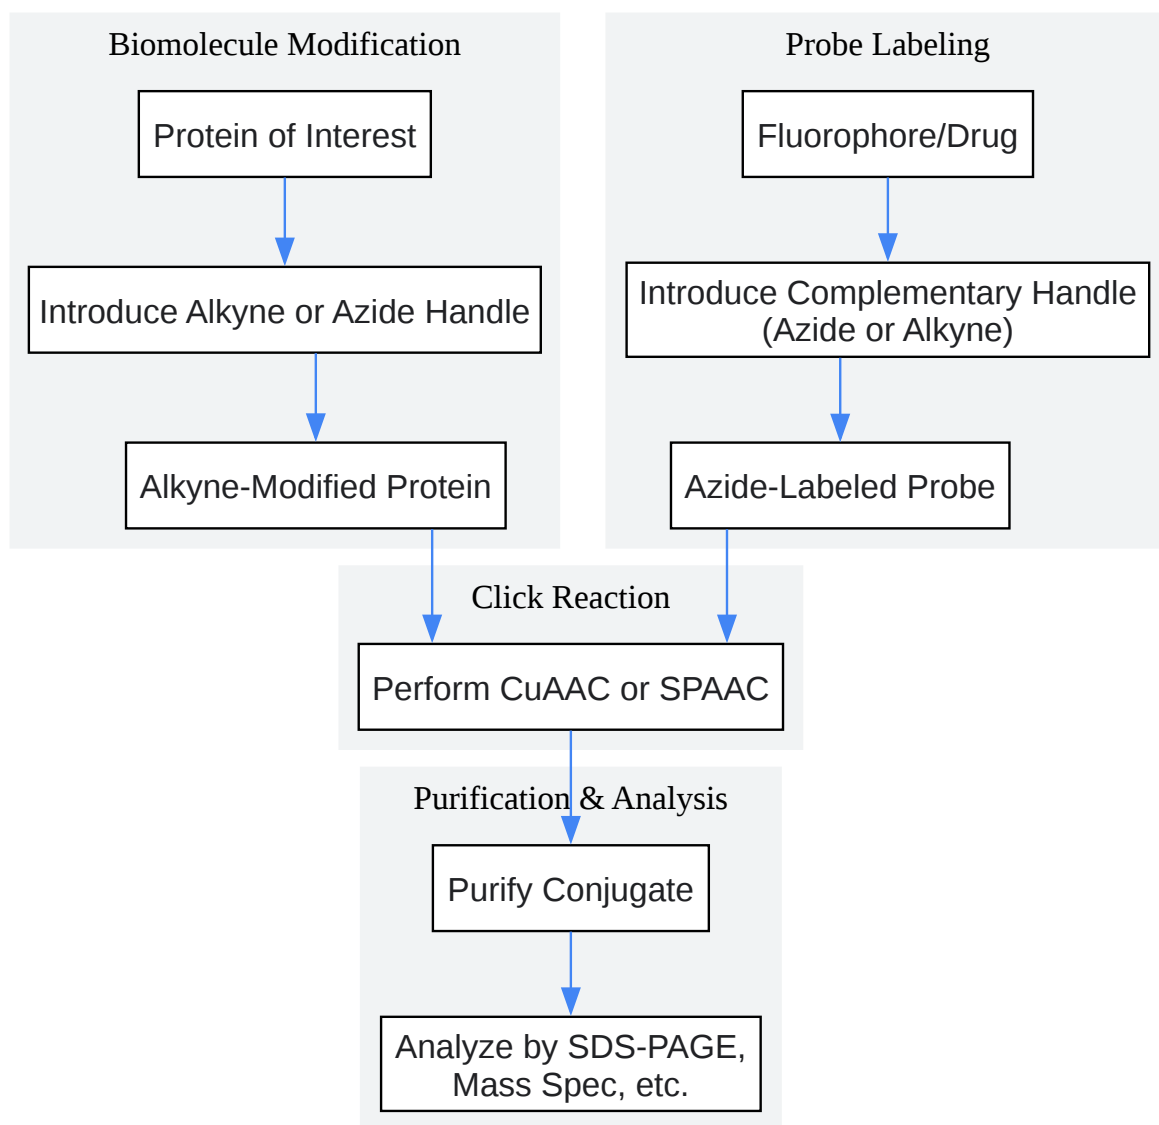 Biomolecule Modification
Protein of Interest
Introduce Alkyne or Azide Handle
Alkyne-Modified Protein
Probe Labeling
Fluorophore/Drug
Introduce Complementary Handle
(Azide or Alkyne)
Azide-Labeled Probe
Click Reaction
Perform CuAAC or SPAAC
Purification & Analysis
Purify Conjugate
Analyze by SDS-PAGE,
Mass Spec, etc.